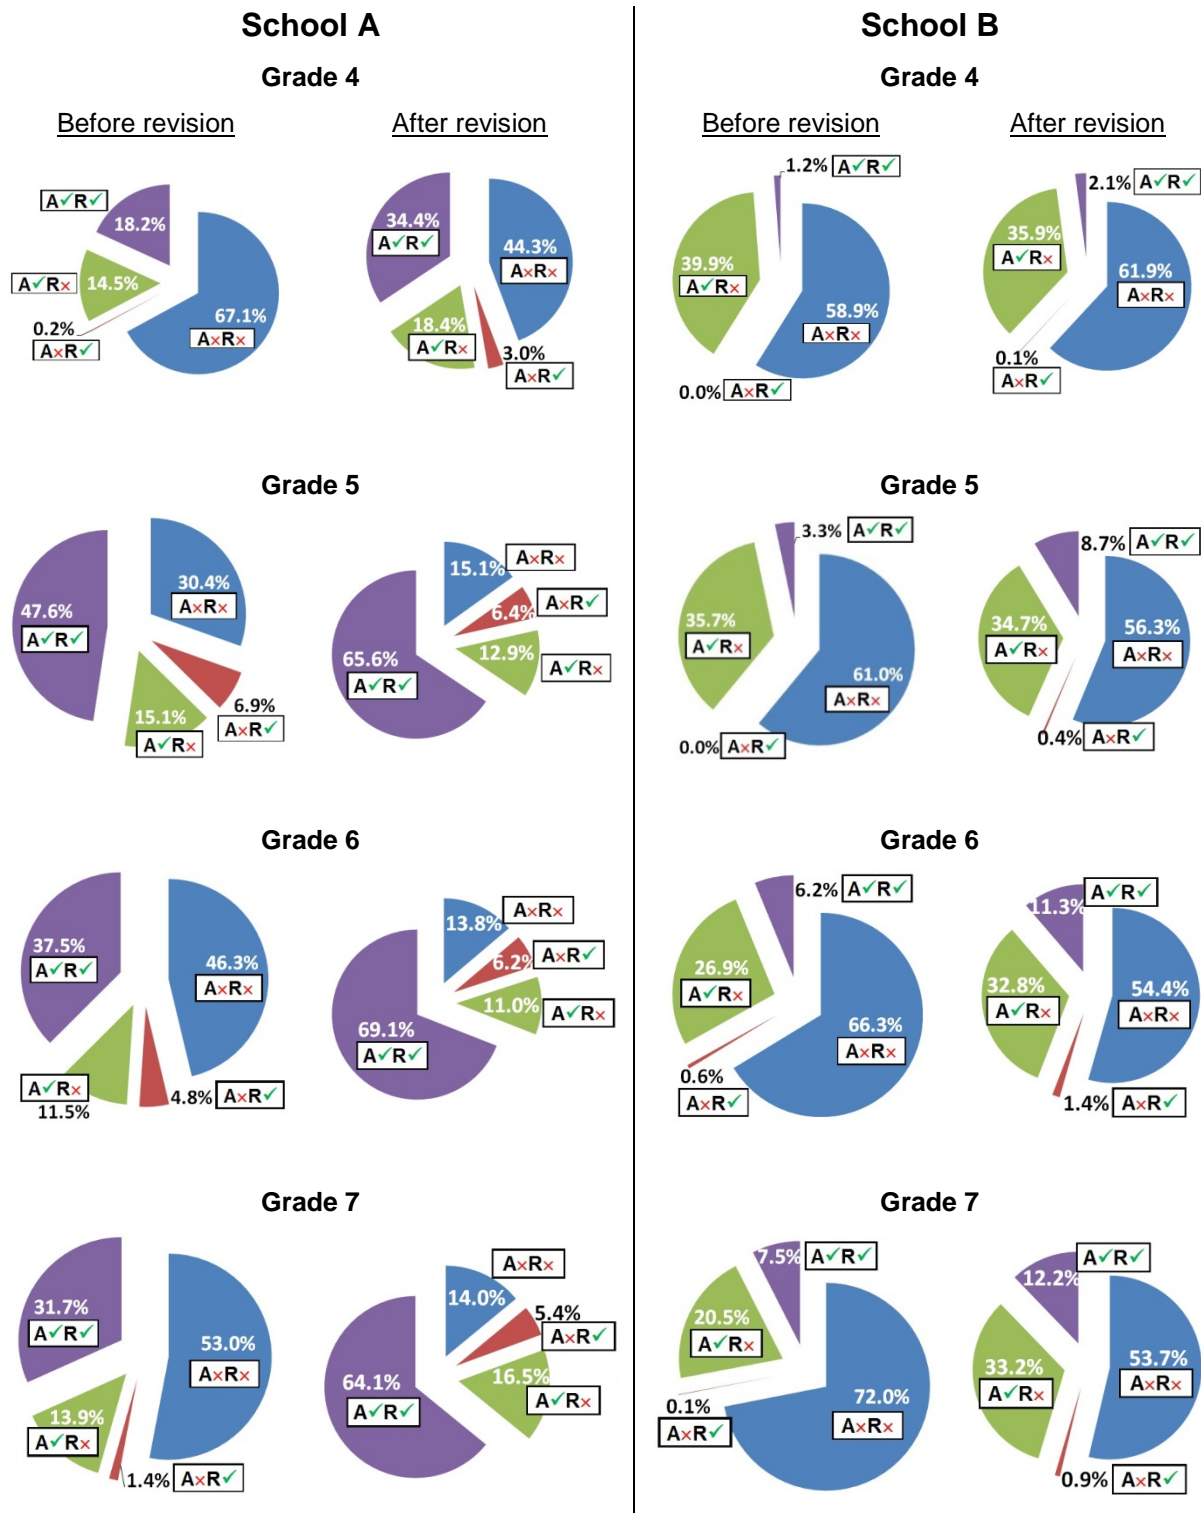 School A
School B
Grade 4
Grade 4
Before revision
After revision
Before revision
After revision
A✓R✓
18.2%
A✓R×
14.5%
0.2%
A×R✓
67.1%
A×R×
34.4%
A✓R✓
44.3%
A×R×
18.4%
A✓R×
3.0%
A×R✓
1.2% A✓R✓
39.9%
A✓R×
58.9%
A×R×
0.0% A×R✓
2.1% A✓R✓
35.9%
A✓R×
61.9%
A×R×
0.1%
A×R✓
Grade 5
Grade 5
30.4%
A×R×
47.6%
A✓R✓
6.9%
A×R✓
15.1%
A✓R×
A×R×
15.1%
A×R✓
6.4%
12.9%
A✓R×
65.6%
A✓R✓
3.3% A✓R✓
35.7%
A✓R×
61.0%
A×R×
0.0% A×R✓
8.7% A✓R✓
34.7%
A✓R×
56.3%
A×R×
0.4% A×R✓
Grade 6
Grade 6
37.5%
A✓R✓
46.3%
A×R×
A✓R×
11.5%
4.8% A×R✓
A×R×
13.8%
A×R✓
6.2%
11.0% A✓R×
69.1%
A✓R✓
6.2% A✓R✓
26.9%
A✓R×
66.3%
A×R×
0.6%
A×R✓
A✓R✓
11.3%
32.8%
A✓R×
54.4%
A×R×
1.4% A×R✓
Grade 7
Grade 7
31.7%
A✓R✓
53.0%
A×R×
13.9%
A✓R×
1.4% A×R✓
A×R×
14.0%
5.4%
A×R✓
16.5%
A✓R×
64.1%
A✓R✓
7.5% A✓R✓
20.5%
A✓R×
72.0%
A×R×
0.1%
A×R✓
A✓R✓
12.2%
33.2%
A✓R×
53.7%
A×R×
0.9% A×R✓